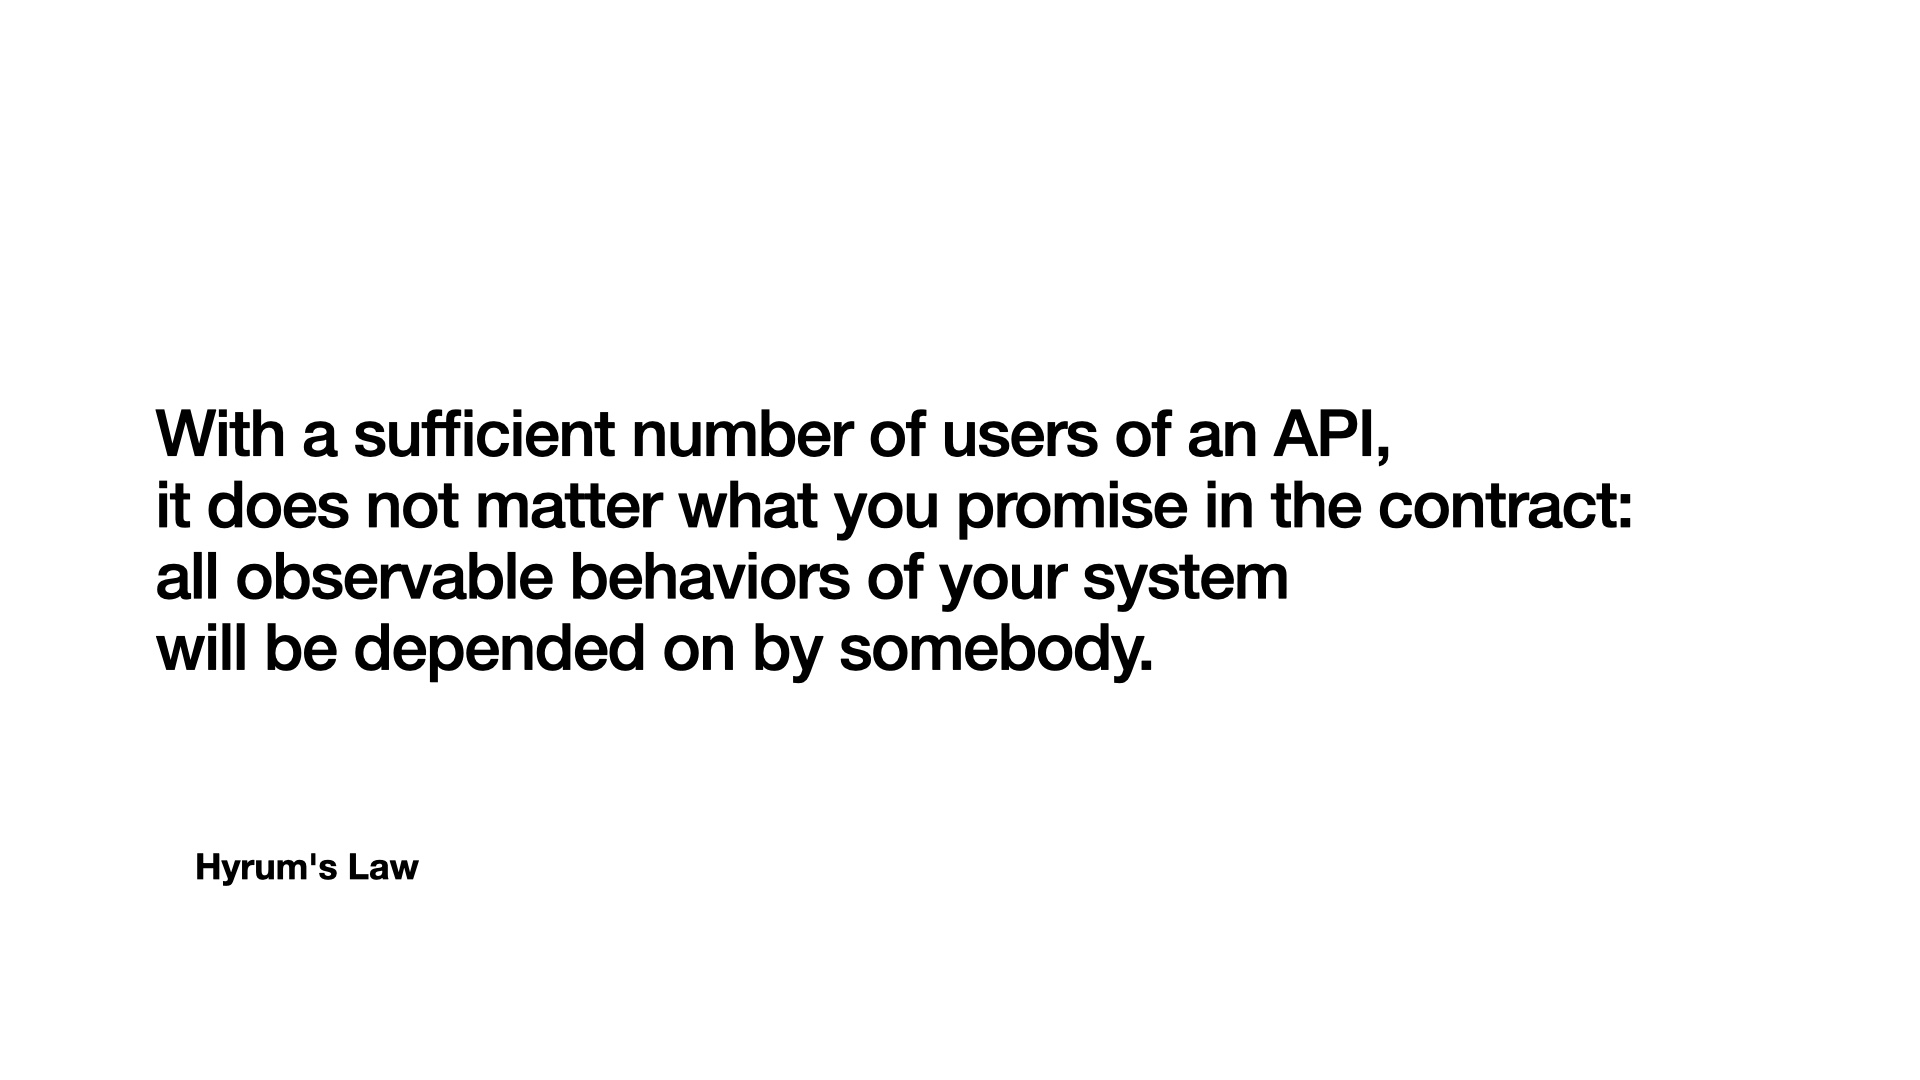 With a sufficient number of users of an API,
it does not matter what you promise in the contract:
all observable behaviors of your system
will be depended on by somebody.
Hyrum's Law